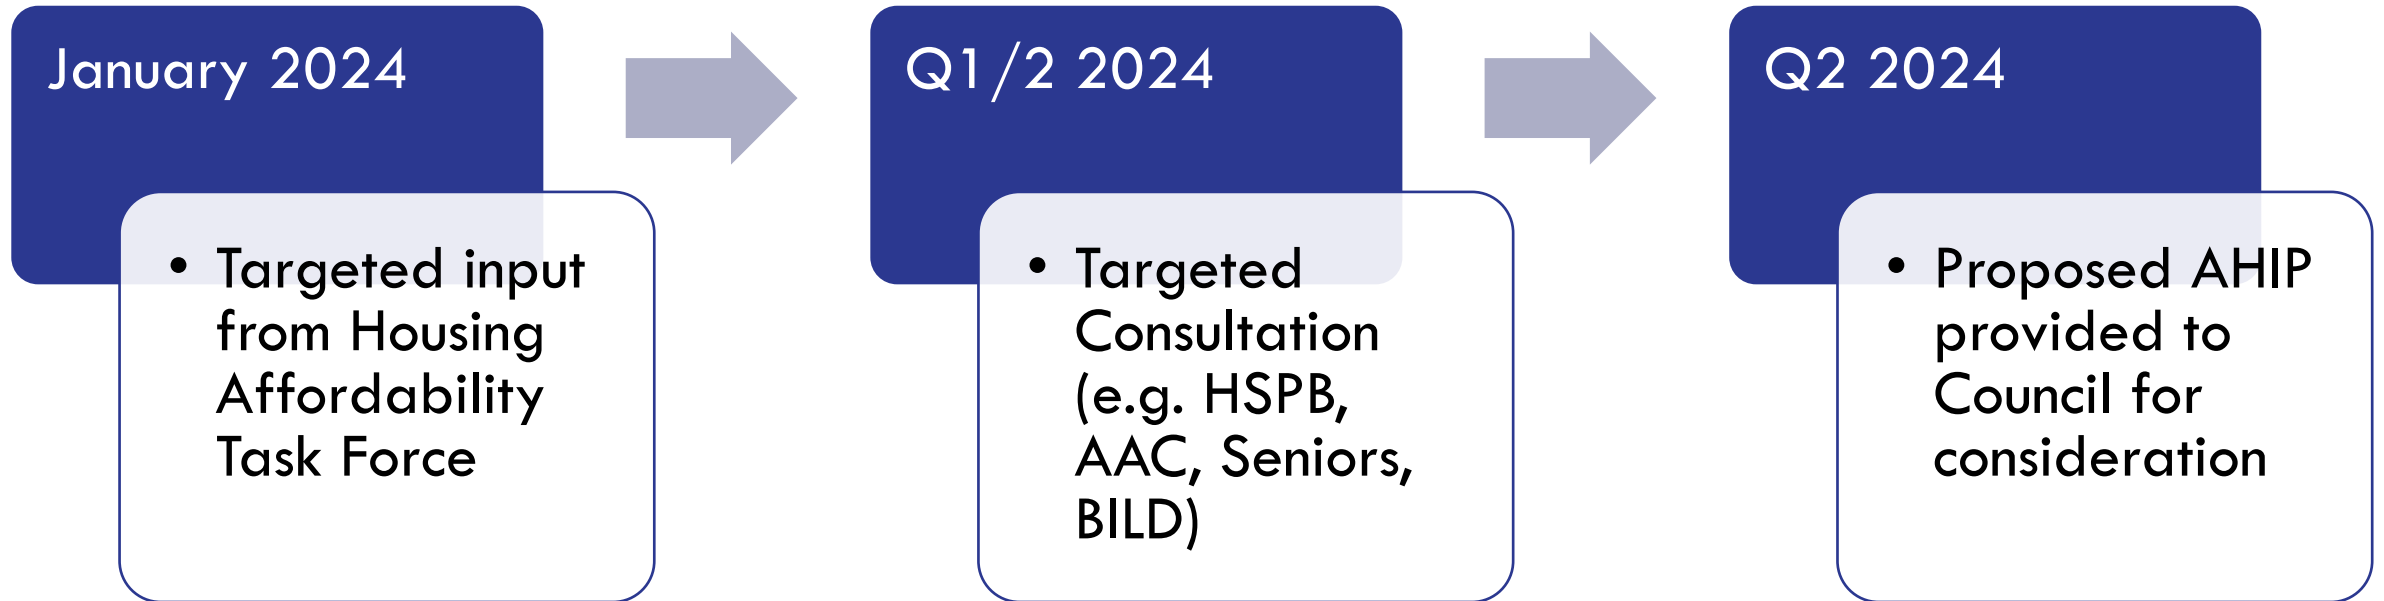 January 2024
• Targeted input
from Housing
Affordability
Task Force
Q1/2 2024
• Targeted
Consultation
(e.g. HSPB,
AAC, Seniors,
BILD)
Q2 2024
• Proposed AHIP
provided to
Council for
consideration